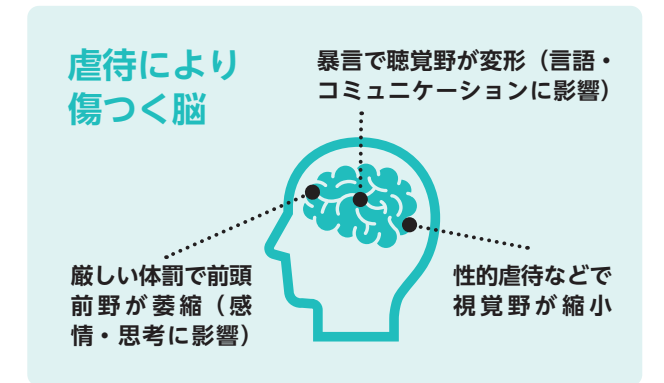 虐待により
傷つく脳
暴言で聴覚野が変形（言語・
コミュニケーションに影響）
厳しい体罰で前頭
前野が萎縮（感
情・思考に影響）
性的虐待などで
視覚野が縮小